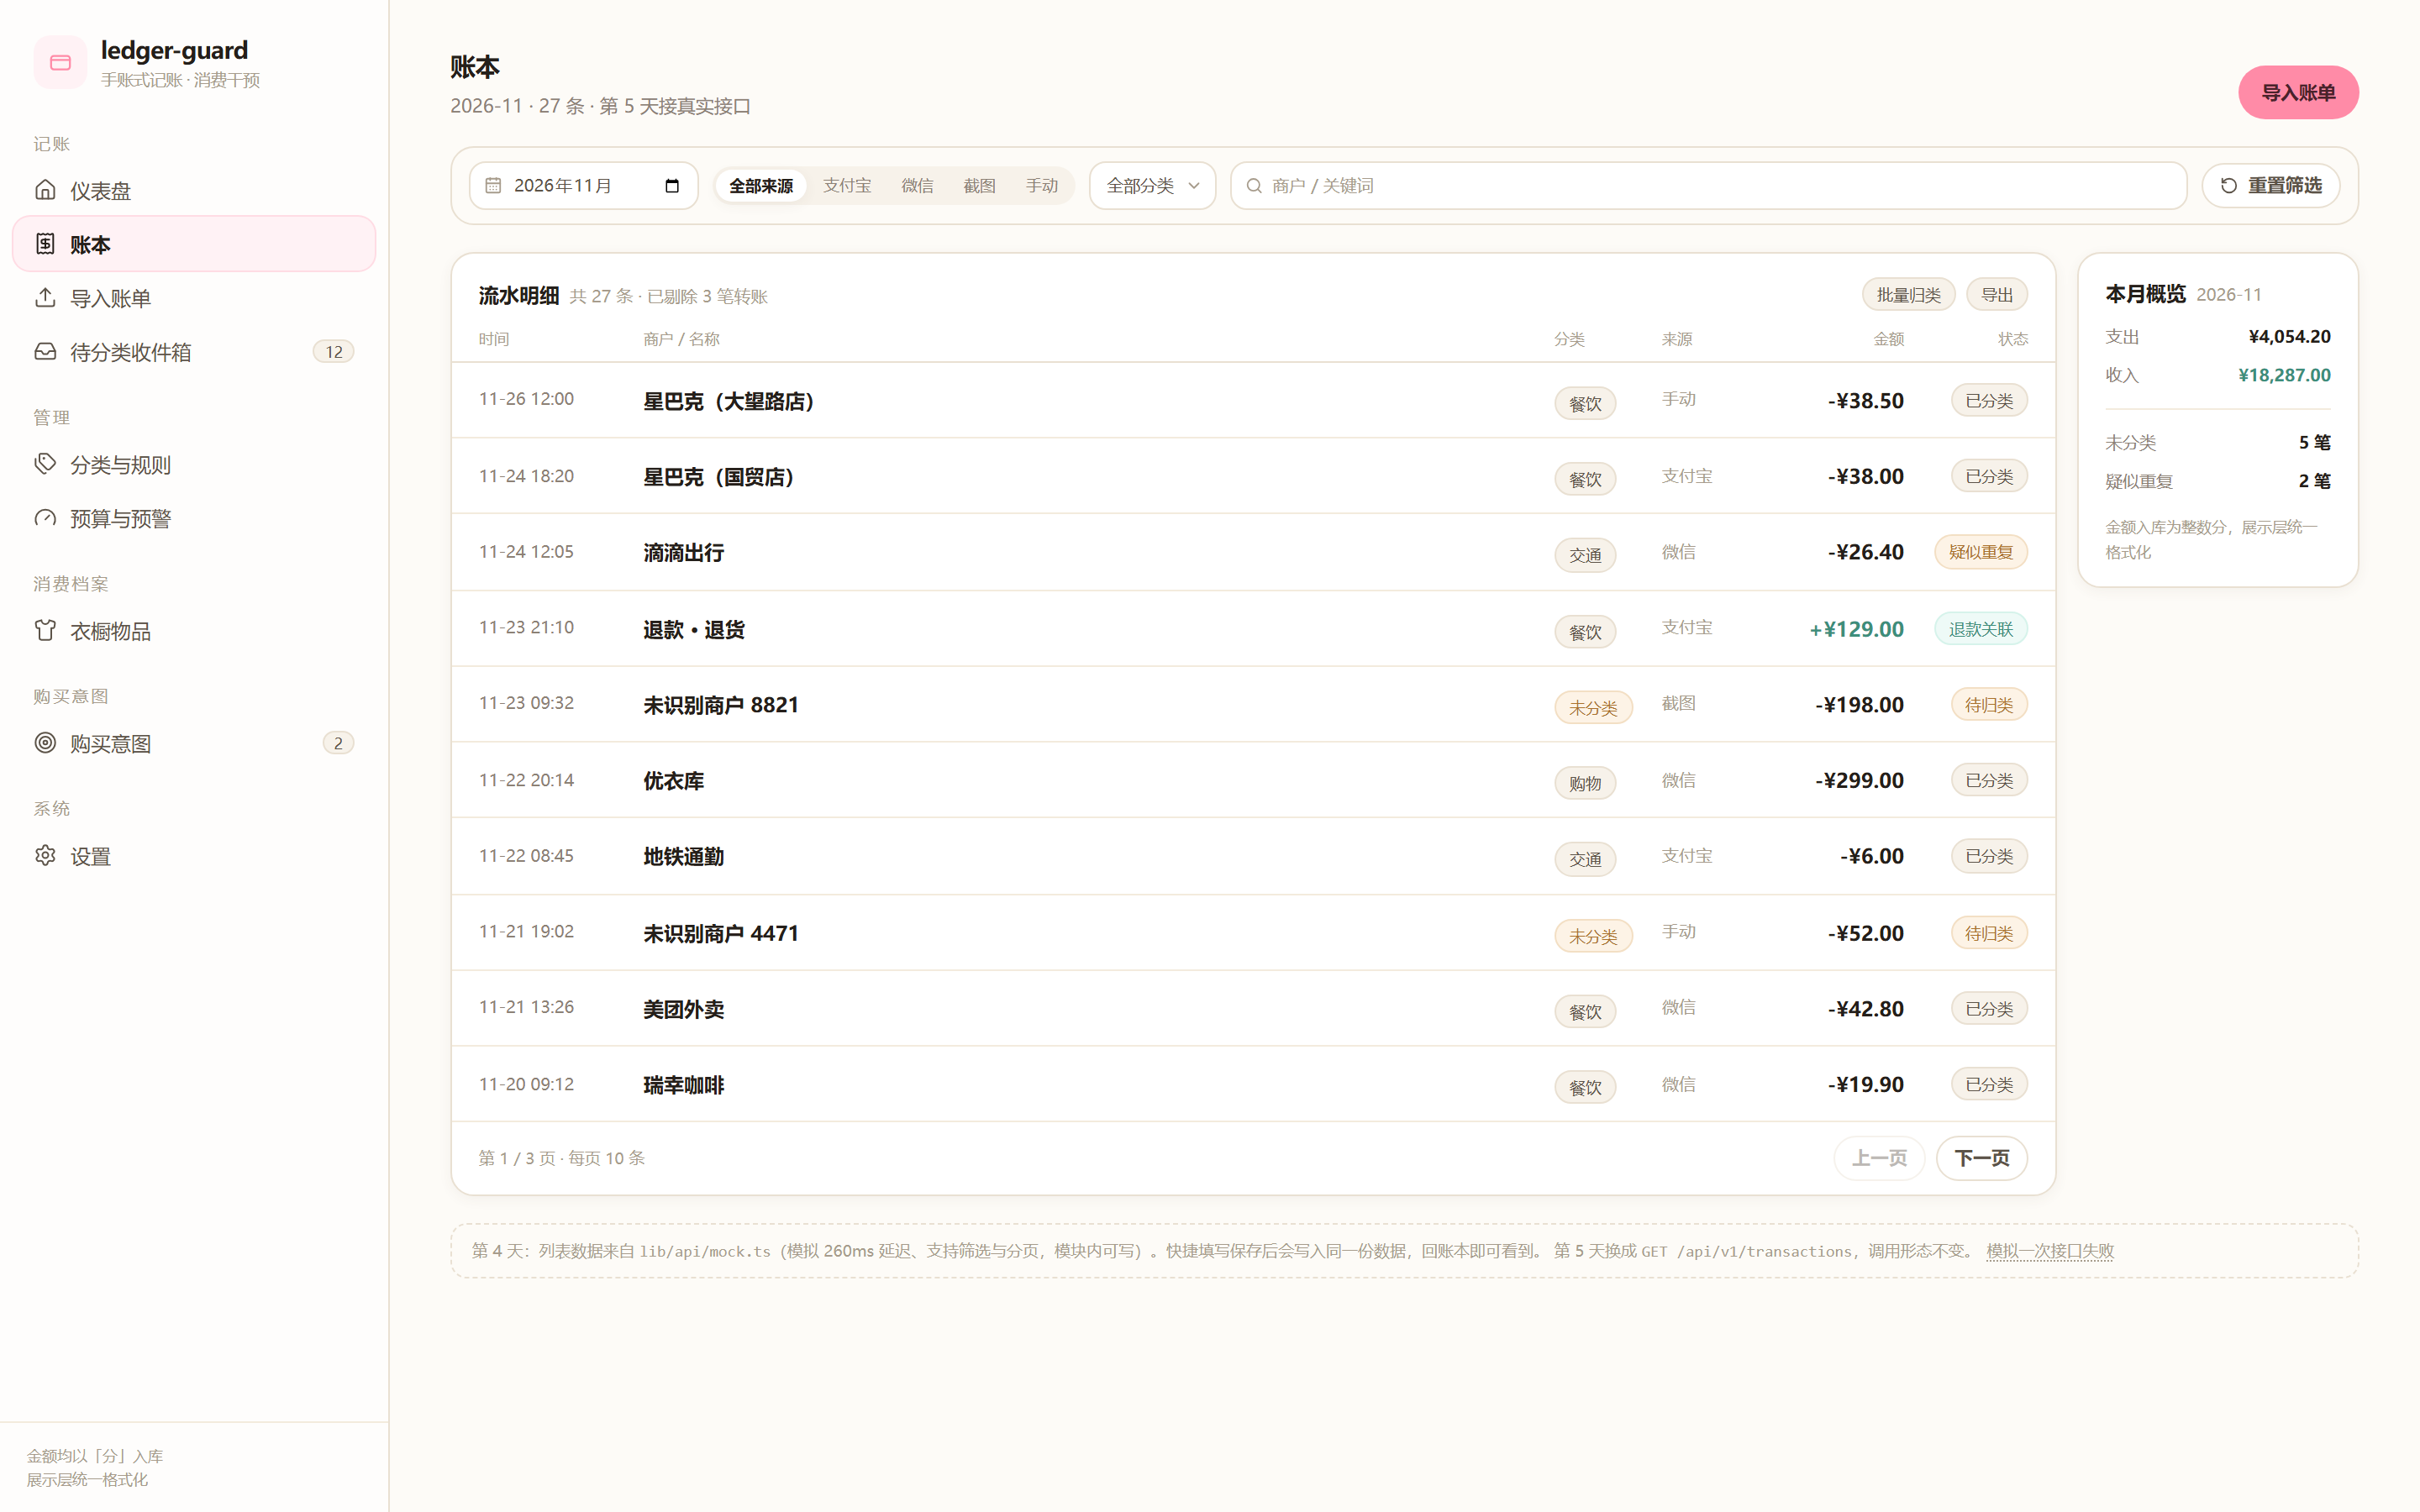 ledger-guard
手账式记账 · 消费干预
记账
仪表盘
账本
导入账单
待分类收件箱 12
管理
分类与规则
预算与预警
消费档案
衣橱物品
购买意图
购买意图 2
系统
设置
金额均以「分」入库
展示层统一格式化
账本
2026-11 · 27 条 · 第 5 天接真实接口
导入账单
2026年11月 全部来源 支付宝 微信 截图 手动 全部分类 商户 / 关键词 重置筛选
流水明细 共 27 条 · 已剔除 3 笔转账 批量归类 导出
时间 商户 / 名称 分类 来源 金额 状态
11-26 12:00 星巴克（大望路店） 餐饮 手动 -¥38.50 已分类
11-24 18:20 星巴克（国贸店） 餐饮 支付宝 -¥38.00 已分类
11-24 12:05 滴滴出行 交通 微信 -¥26.40 疑似重复
11-23 21:10 退款 • 退货 餐饮 支付宝 +¥129.00 退款关联
11-23 09:32 未识别商户 8821 未分类 截图 -¥198.00 待归类
11-22 20:14 优衣库 购物 微信 -¥299.00 已分类
11-22 08:45 地铁通勤 交通 支付宝 -¥6.00 已分类
11-21 19:02 未识别商户 4471 未分类 手动 -¥52.00 待归类
11-21 13:26 美团外卖 餐饮 微信 -¥42.80 已分类
11-20 09:12 瑞幸咖啡 餐饮 微信 -¥19.90 已分类
第 1 / 3 页 · 每页 10 条 上一页 下一页
本月概览 2026-11
支出 ¥4,054.20
收入 ¥18,287.00
未分类 5 笔
疑似重复 2 笔
金额入库为整数分，展示层统一
格式化
第 4 天：列表数据来自 lib/api/mock.ts（模拟 260ms 延迟、支持筛选与分页，模块内可写）。快捷填写保存后会写入同一份数据，回账本即可看到。 第 5 天换成 GET /api/v1/transactions，调用形态不变。 模拟一次接口失败